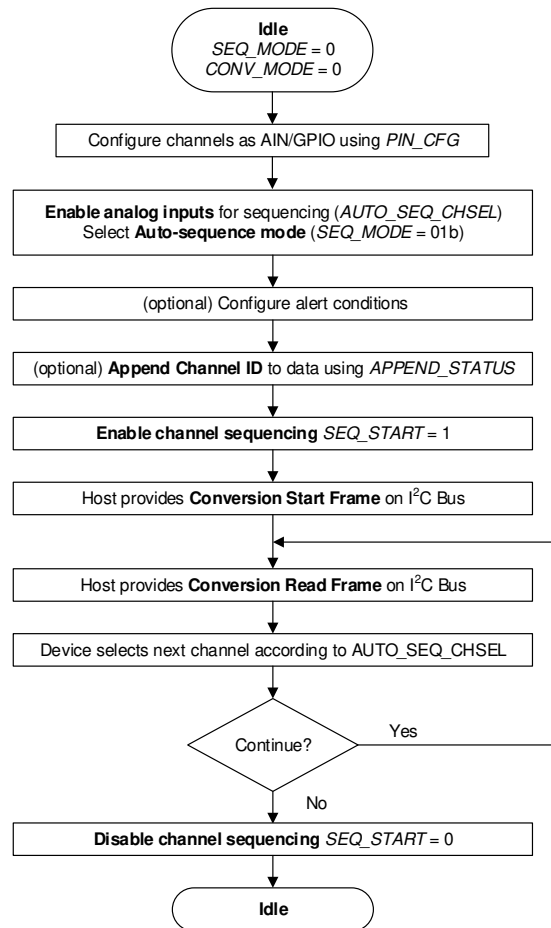 Idle
SEQ_MODE = 0
CONV_MODE = 0
Configure channels as AIN/GPIO using PIN_CFG
Enable analog inputs for sequencing (AUTO_SEQ_CHSEL)
Select Auto-sequence mode (SEQ_MODE = 01b)
(optional) Configure alert conditions
(optional) Append Channel ID to data using APPEND_STATUS
Enable channel sequencing SEQ_START = 1
Host provides Conversion Start Frame on I²C Bus
Host provides Conversion Read Frame on I²C Bus
Device selects next channel according to AUTO_SEQ_CHSEL
Continue?
Yes
No
Disable channel sequencing SEQ_START = 0
Idle